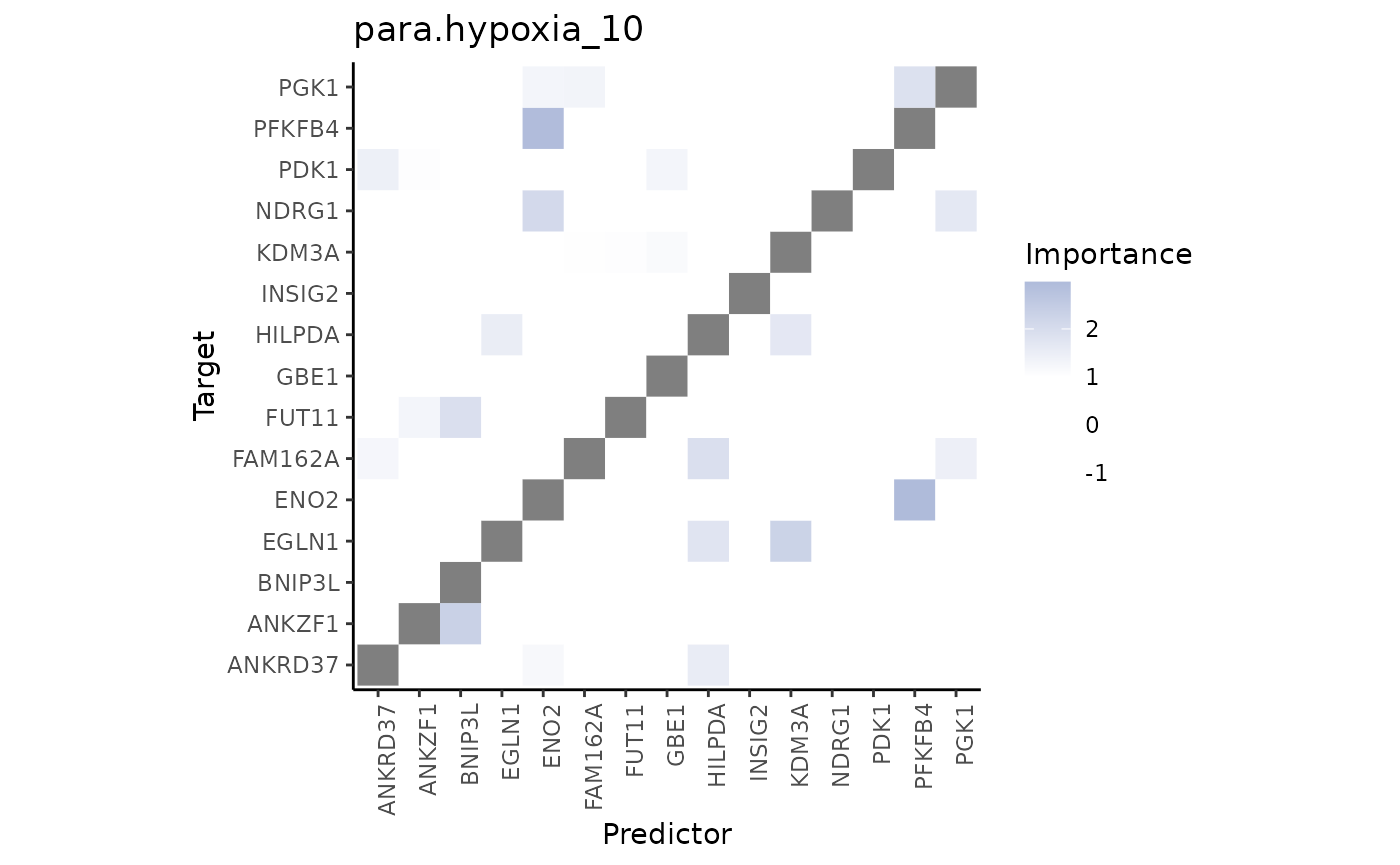 para.hypoxia_10
PGK1
PFKFB4
PDK1
NDRG1
KDM3A
INSIG2
HILPDA
GBE1
FUT11
FAM162A
ENO2
EGLN1
BNIP3L
ANKZF1
ANKRD37
Target
ANKRD37
ANKZF1
BNIP3L
EGLN1
ENO2
FAM162A
FUT11
GBE1
HILPDA
INSIG2
KDM3A
NDRG1
PDK1
PFKFB4
PGK1
Predictor
Importance
2
1
0
-1